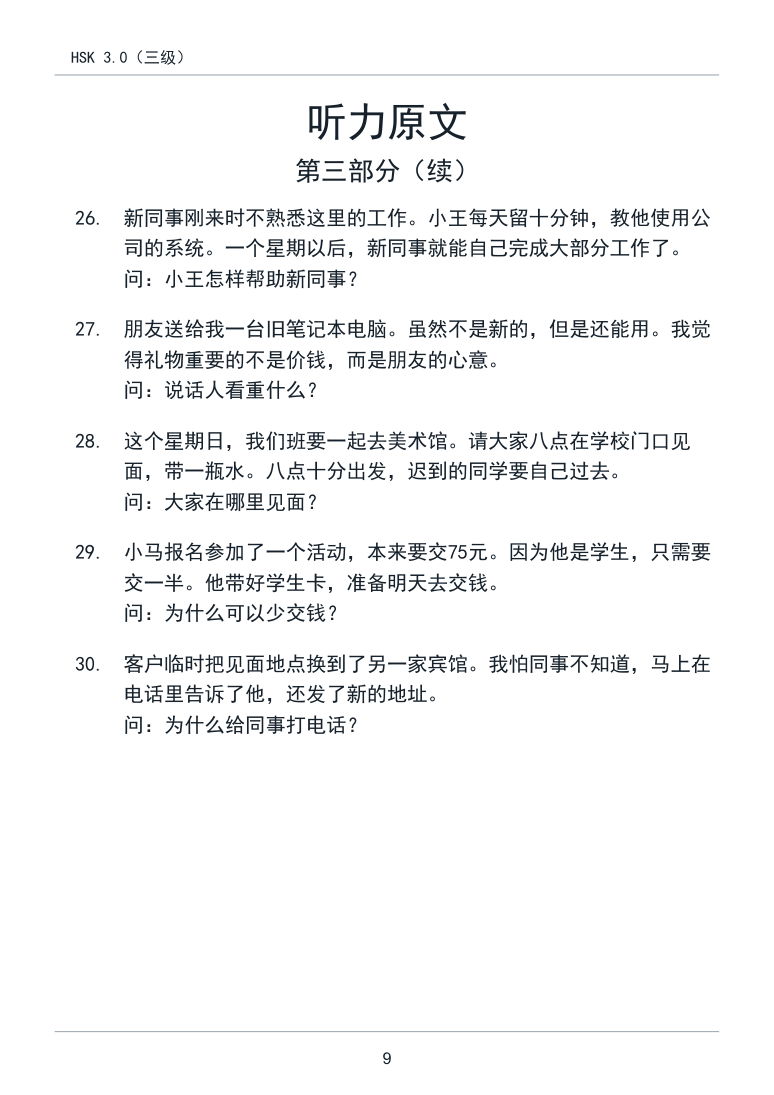 HSK 3.0（三级）
听力原文
第三部分（续）
26. 新同事刚来时不熟悉这里的工作。小王每天留十分钟，教他使用公
司的系统。一个星期以后，新同事就能自己完成大部分工作了。
问：小王怎样帮助新同事？
27. 朋友送给我一台旧笔记本电脑。虽然不是新的，但是还能用。我觉
得礼物重要的不是价钱，而是朋友的心意。
问：说话人看重什么？
28. 这个星期日，我们班要一起去美术馆。请大家八点在学校门口见
面，带一瓶水。八点十分出发，迟到的同学要自己过去。
问：大家在哪里见面？
29. 小马报名参加了一个活动，本来要交75元。因为他是学生，只需要
交一半。他带好学生卡，准备明天去交钱。
问：为什么可以少交钱？
30. 客户临时把见面地点换到了另一家宾馆。我怕同事不知道，马上在
电话里告诉了他，还发了新的地址。
问：为什么给同事打电话？
9